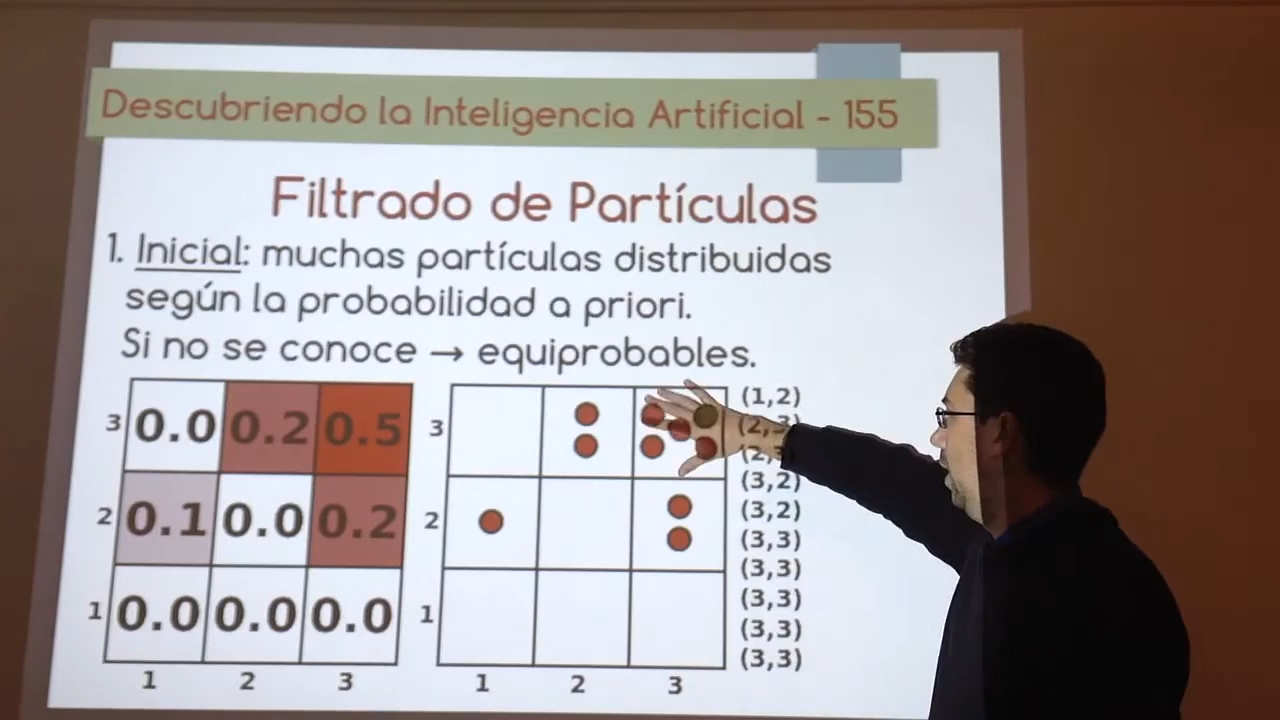 Descubriendo la Inteligencia Artificial - 155
Filtrado de Partículas
1. Inicial: muchas partículas distribuidas
según la probabilidad a priori.
Si no se conoce → equiprobables.
3 0.0 0.2 0.5
2 0.1 0.0 0.2
1 0.0 0.0 0.0
1 2 3
3
2
1
1 2 3
(1,2)
(2,3)
(2,
(3,2)
(3,2)
(3,3)
(3,3)
(3,3)
(3,3)
(3,3)